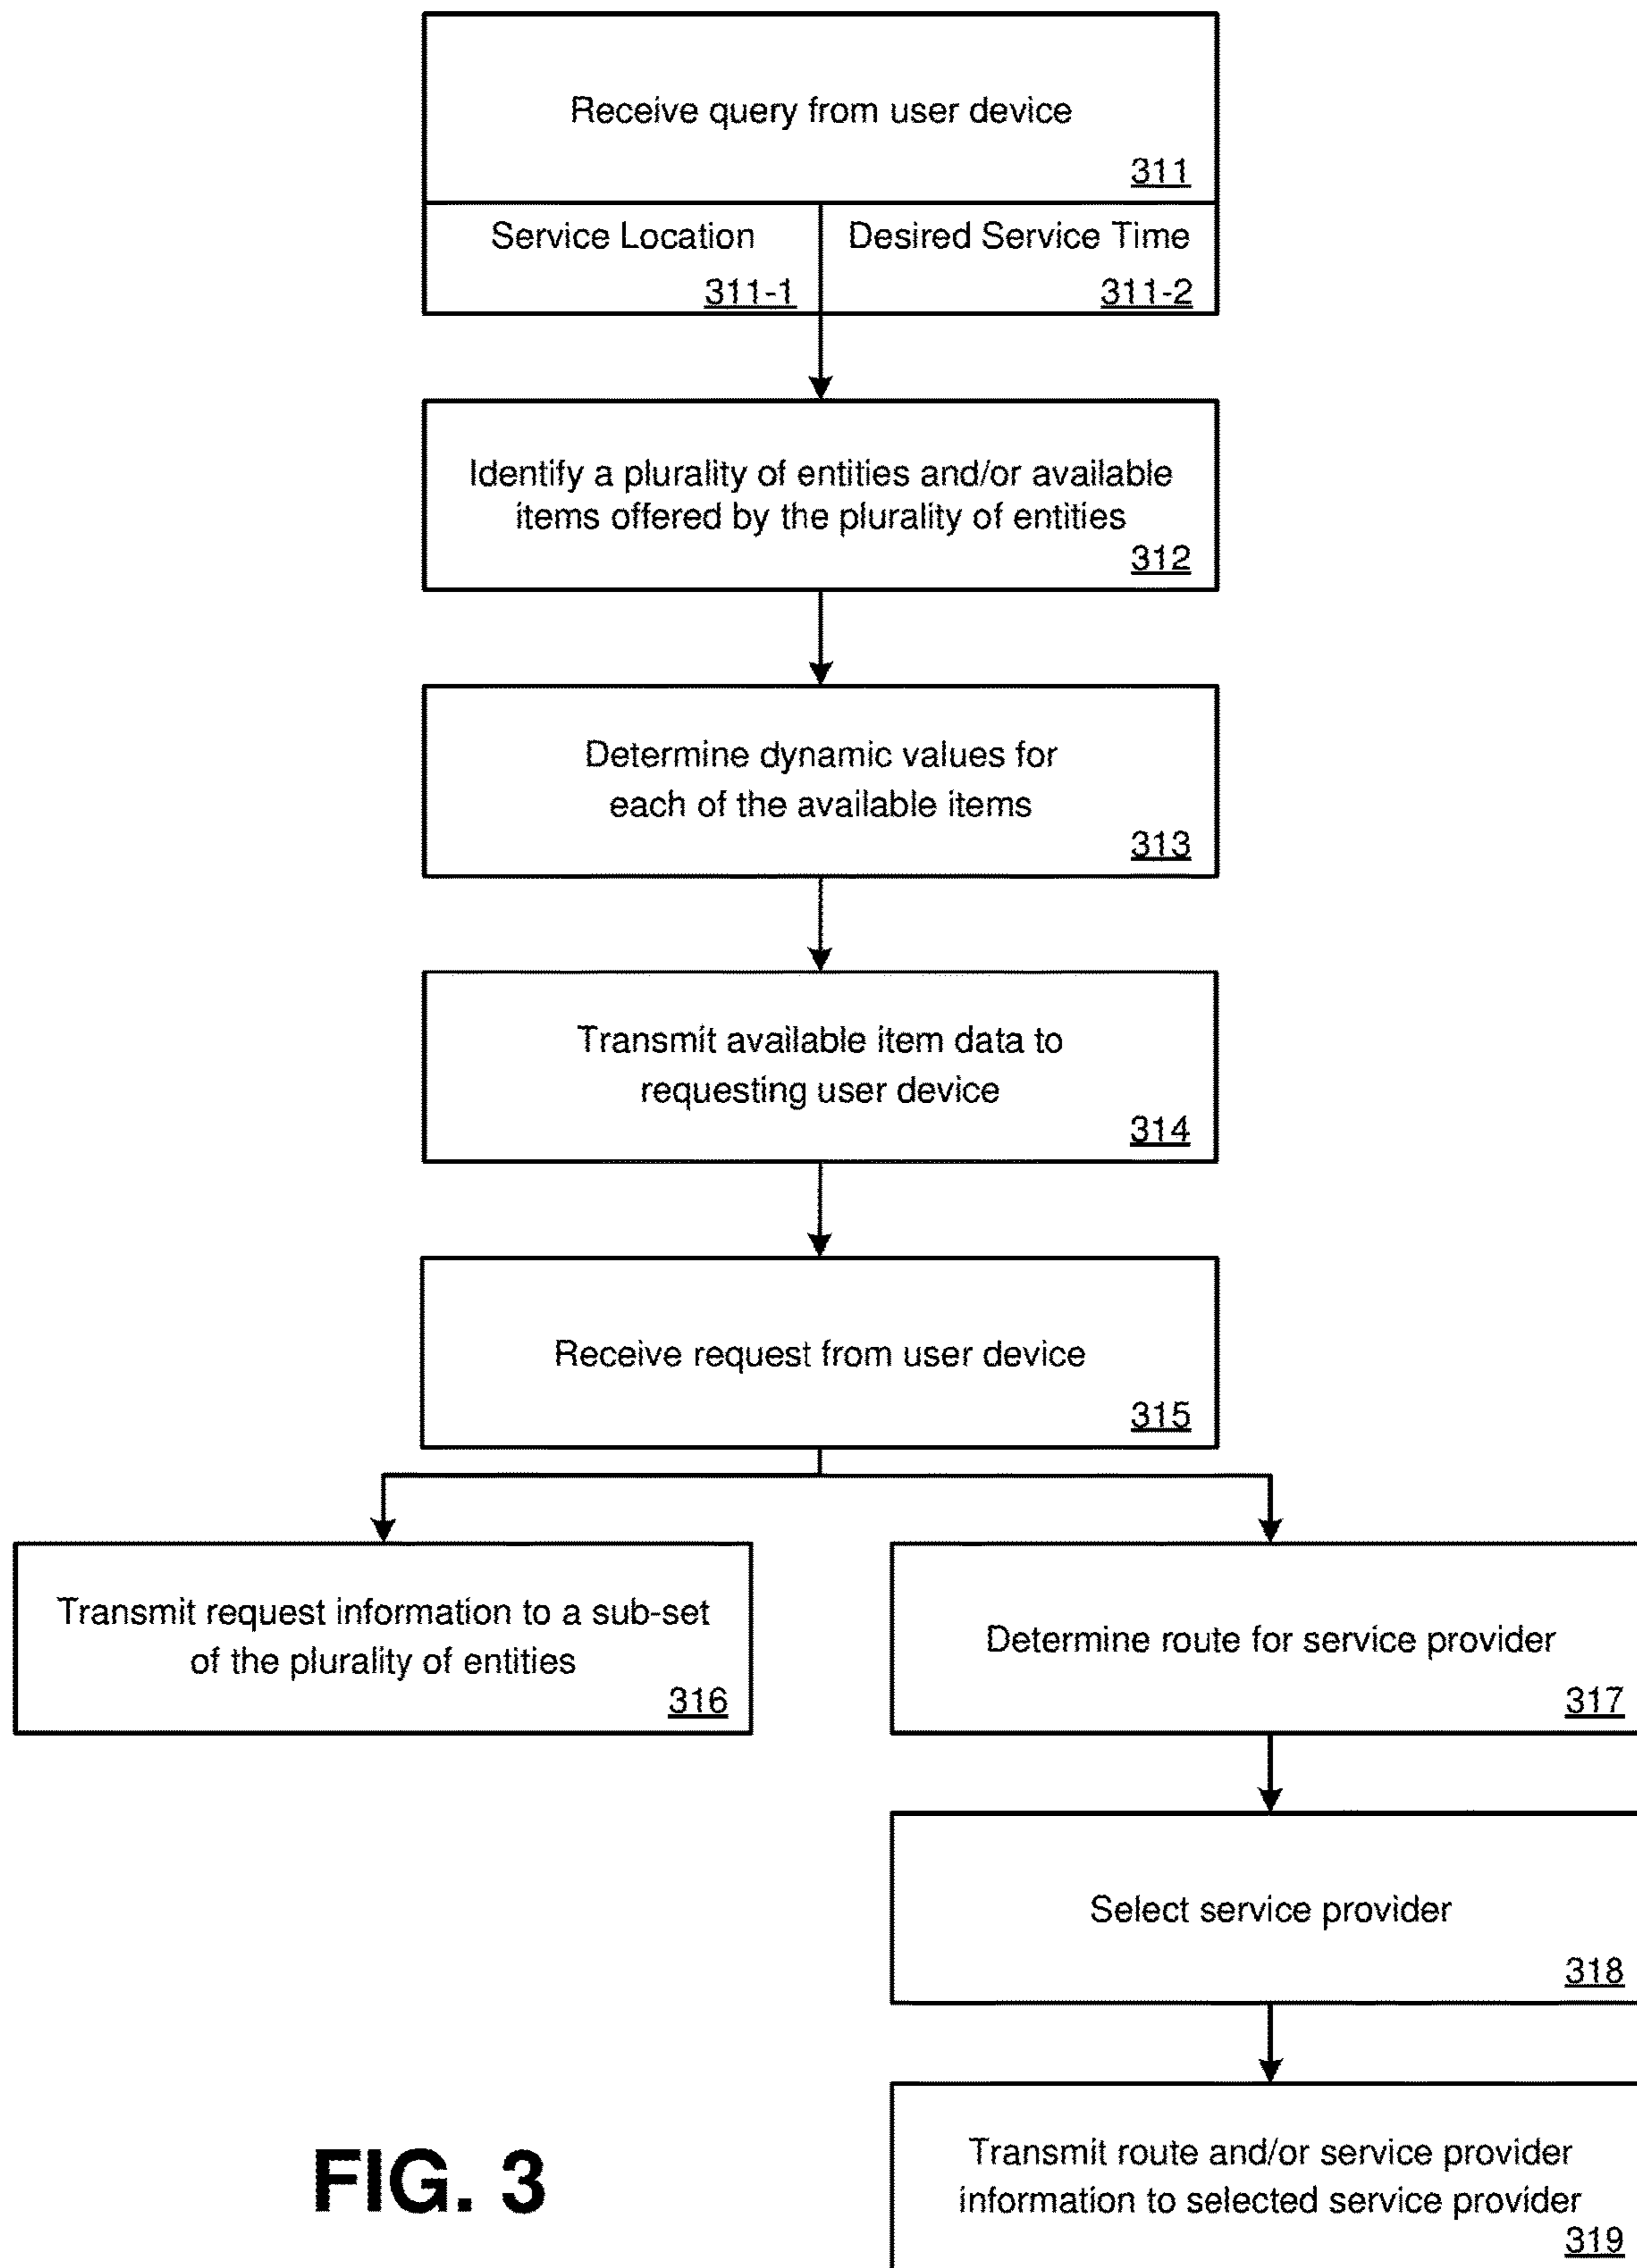 Receive query from user device
311
Service Location
311-1
Desired Service Time
311-2
Identify a plurality of entities and/or available
items offered by the plurality of entities
312
Determine dynamic values for
each of the available items
313
Transmit available item data to
requesting user device
314
Receive request from user device
315
Transmit request information to a sub-set
of the plurality of entities
316
Determine route for service provider
317
Select service provider
318
Transmit route and/or service provider
information to selected service provider
319
FIG. 3